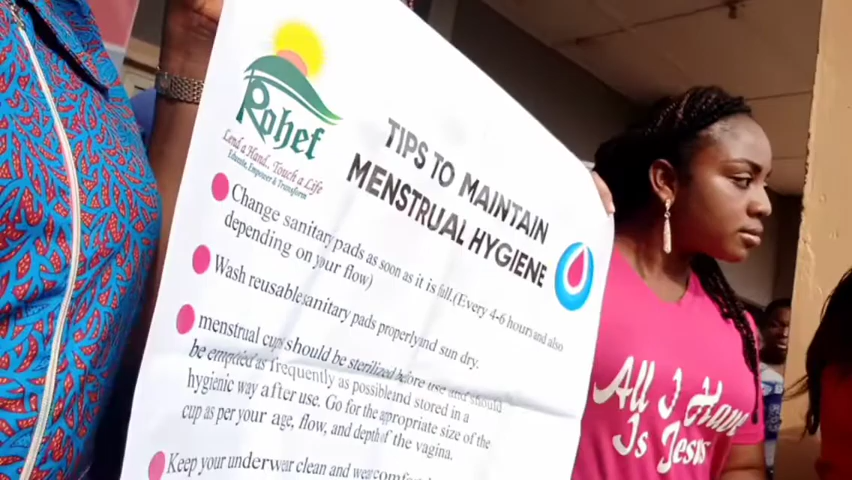 Rohef
Lend a Hand.., Touch a Life
Educate, Empower & Transform
TIPS TO MAINTAIN
MENSTRUAL HYGIENE
Change sanitary pads as soon as it is full.(Every 4-6 hours and also
depending on your flow)
Wash reusable sanitary pads properly and sun dry.
menstrual cups should be sterilized before use and should
be emptied as frequently as possible and stored in a
hygienic way after use. Go for the appropriate size of the
cup as per your age, flow, and depth of the vagina.
Keep your underwear clean and wear
All I Have
Is Jesus